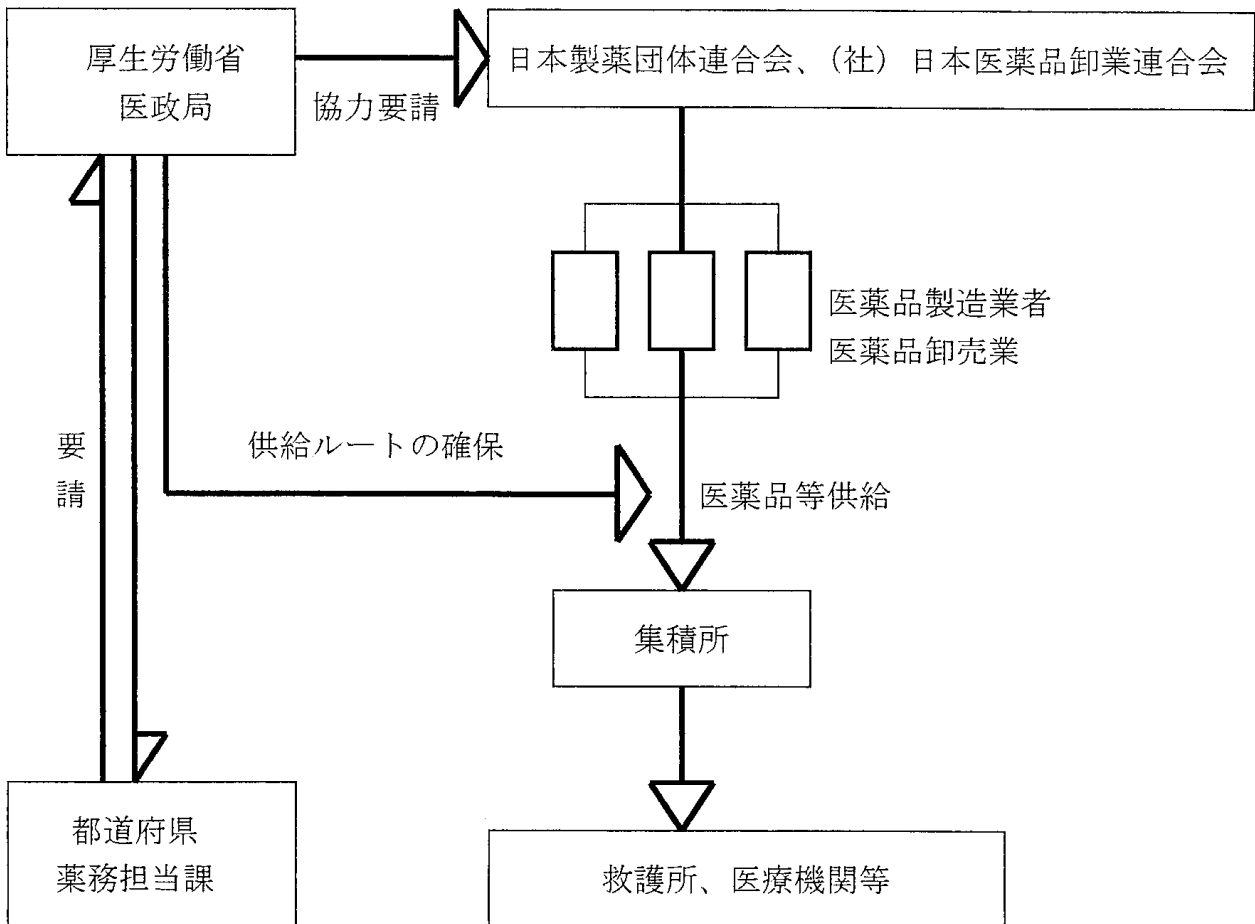 厚生労働省
医政局
協力要請
日本製薬団体連合会、(社) 日本医薬品卸業連合会
医薬品製造業者
医薬品卸売業
要請
供給ルートの確保
医薬品等供給
集積所
都道府県
薬務担当課
救護所、医療機関等